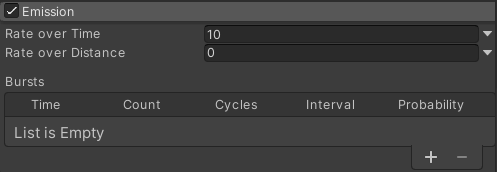 Emission
Rate over Time 10
Rate over Distance 0
Bursts
Time Count Cycles Interval Probability
List is Empty
+ −